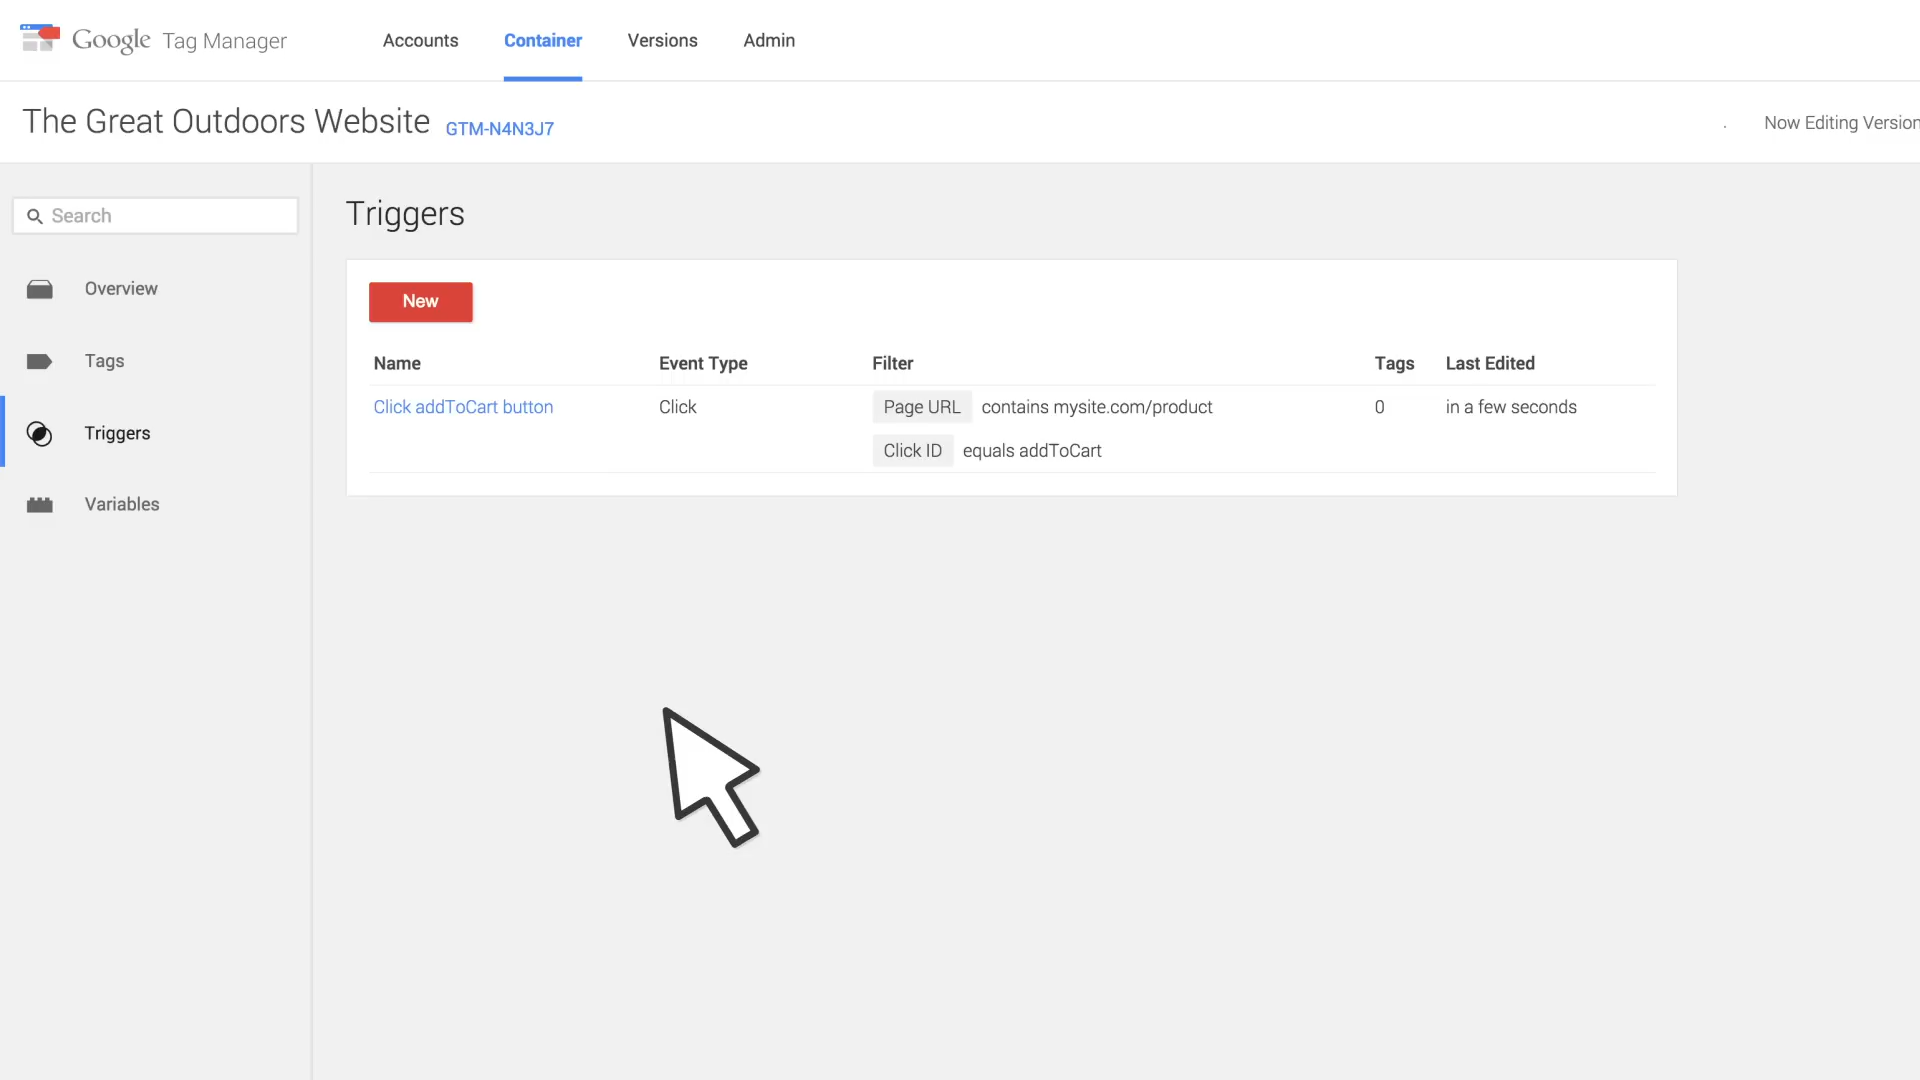 Google Tag Manager Accounts Container Versions Admin
The Great Outdoors Website GTM-N4N3J7 Now Editing Version
Search
Triggers
Overview
New
Tags
Name Event Type Filter Tags Last Edited
Click addToCart button Click Page URL contains mysite.com/product 0 in a few seconds
Triggers
Click ID equals addToCart
Variables